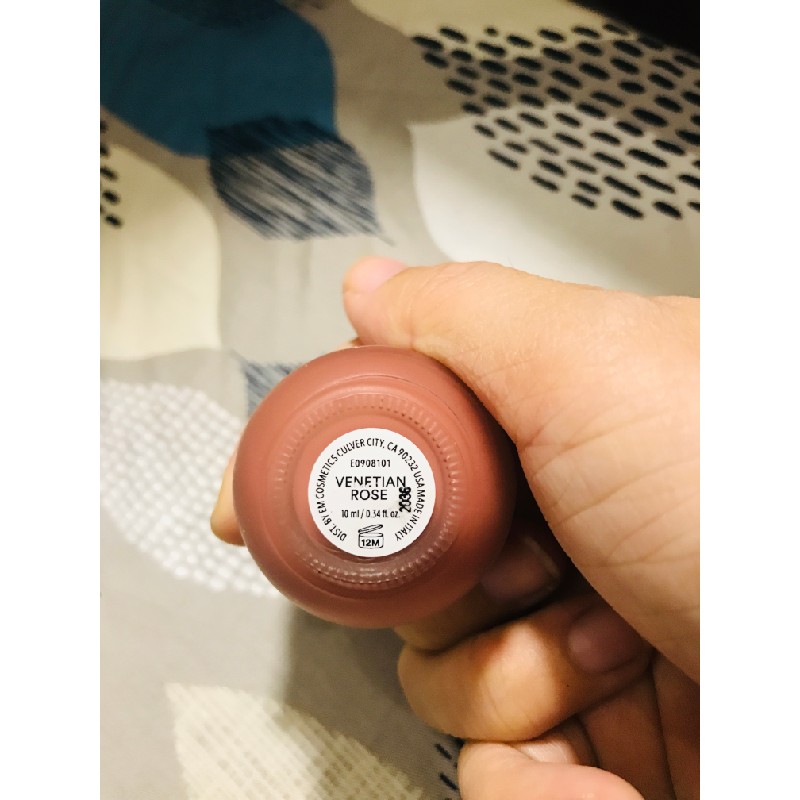 DIST. BY EM COSMETICS CULVER CITY, CA 90232 USA MADE IN ITALY
E0908101
VENETIAN
ROSE
2036
10 ml / 0.34 fl.oz.
12M